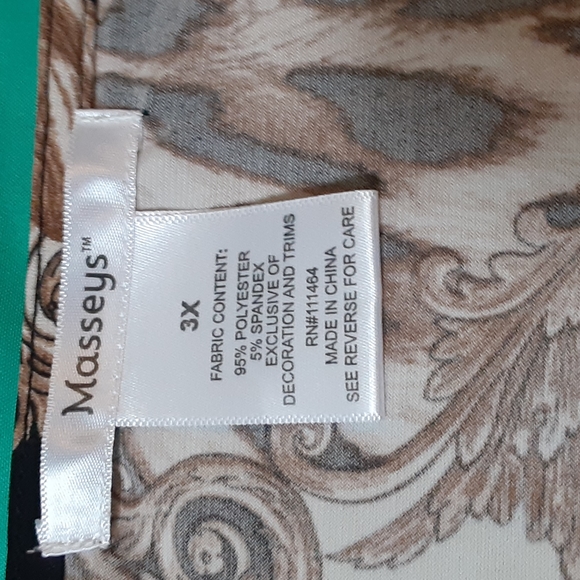 Masseys™
3X
FABRIC CONTENT:
95% POLYESTER
5% SPANDEX
EXCLUSIVE OF
DECORATION AND TRIMS
RN#111464
MADE IN CHINA
SEE REVERSE FOR CARE